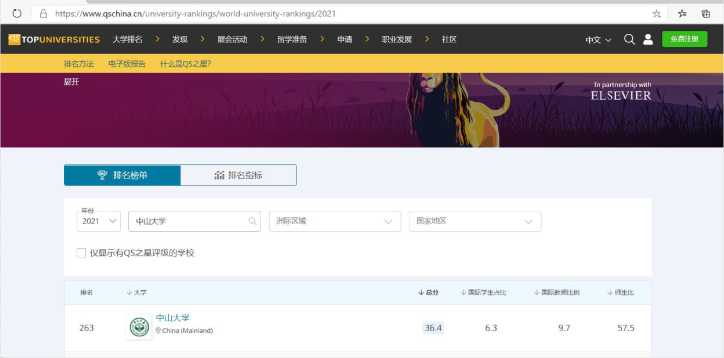 https://www.qschina.cn/university-rankings/world-university-rankings/2021
TOPUNIVERSITIES 大学排名 发现 展会活动 留学准备 申请 职业发展 社区 中文 免费注册
排名方法 电子版报告 什么是QS之星?
展开
In partnership with
ELSEVIER
排名榜单 排名指标
年份
2021 中山大学 洲际区域 国家地区
仅显示有QS之星评级的学校
排名 大学 总分 国际学生占比 国际教师比例 师生比
263 中山大学 36.4 6.3 9.7 57.5
China (Mainland)